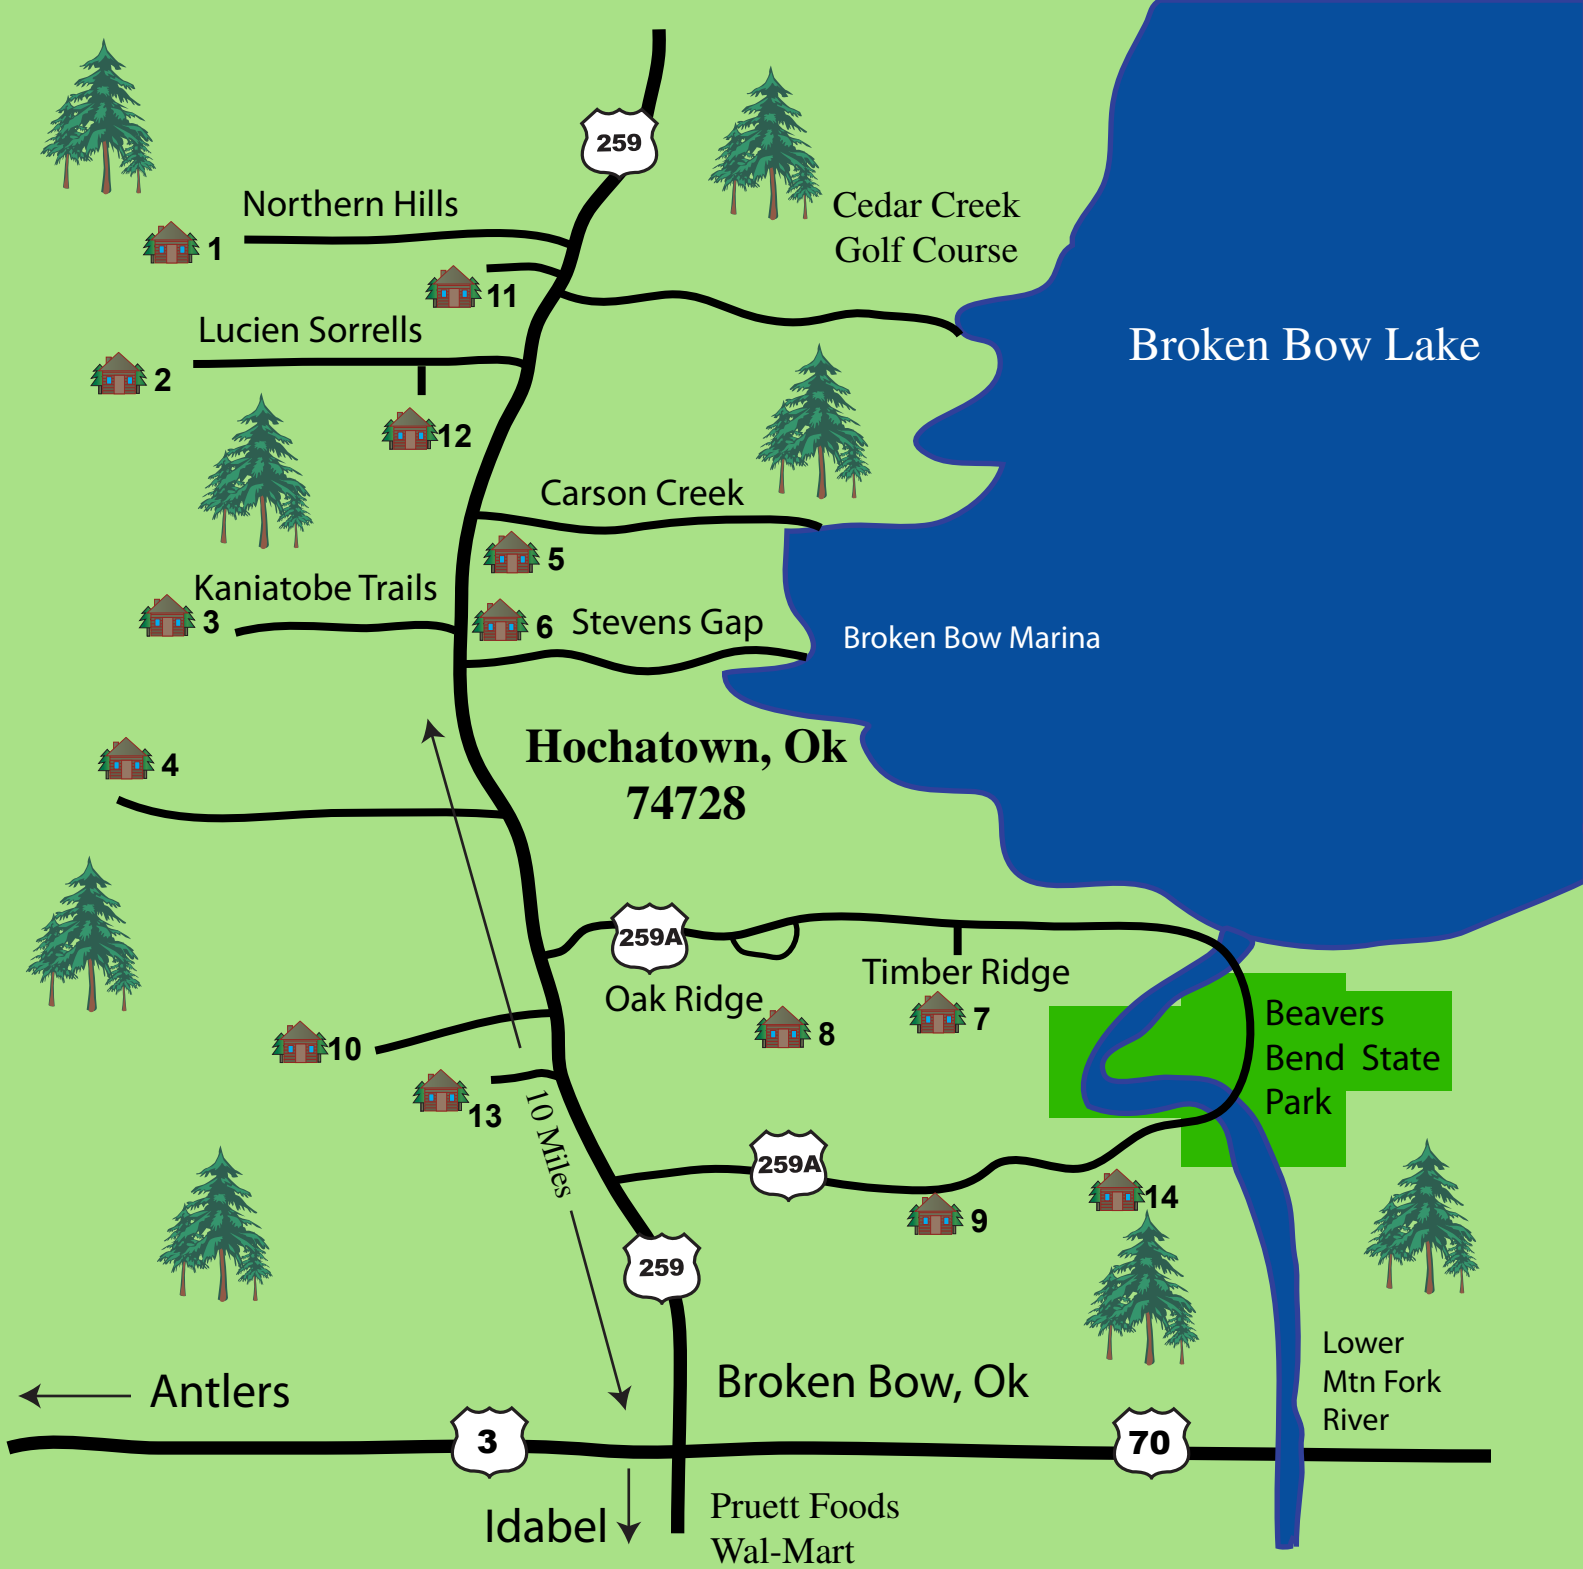 259
Northern Hills
1
Cedar Creek
Golf Course
11
Lucien Sorrells
2
12
Broken Bow Lake
Carson Creek
5
Kaniatobe Trails
3
6
Stevens Gap
Broken Bow Marina
Hochatown, Ok
74728
4
259A
Oak Ridge
8
Timber Ridge
7
Beavers
Bend State
Park
10
13
10 Miles
259A
9
14
259
Lower
Mtn Fork
River
Antlers
Broken Bow, Ok
3
70
Idabel
Pruett Foods
Wal-Mart